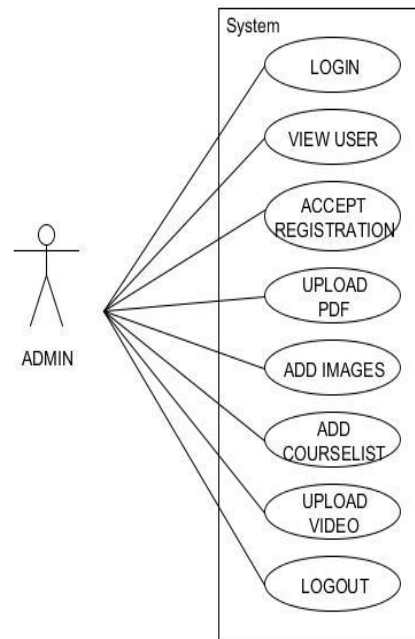 System
LOGIN
VIEW USER
ACCEPT
REGISTRATION
UPLOAD
PDF
ADMIN
ADD IMAGES
ADD
COURSELIST
UPLOAD
VIDEO
LOGOUT